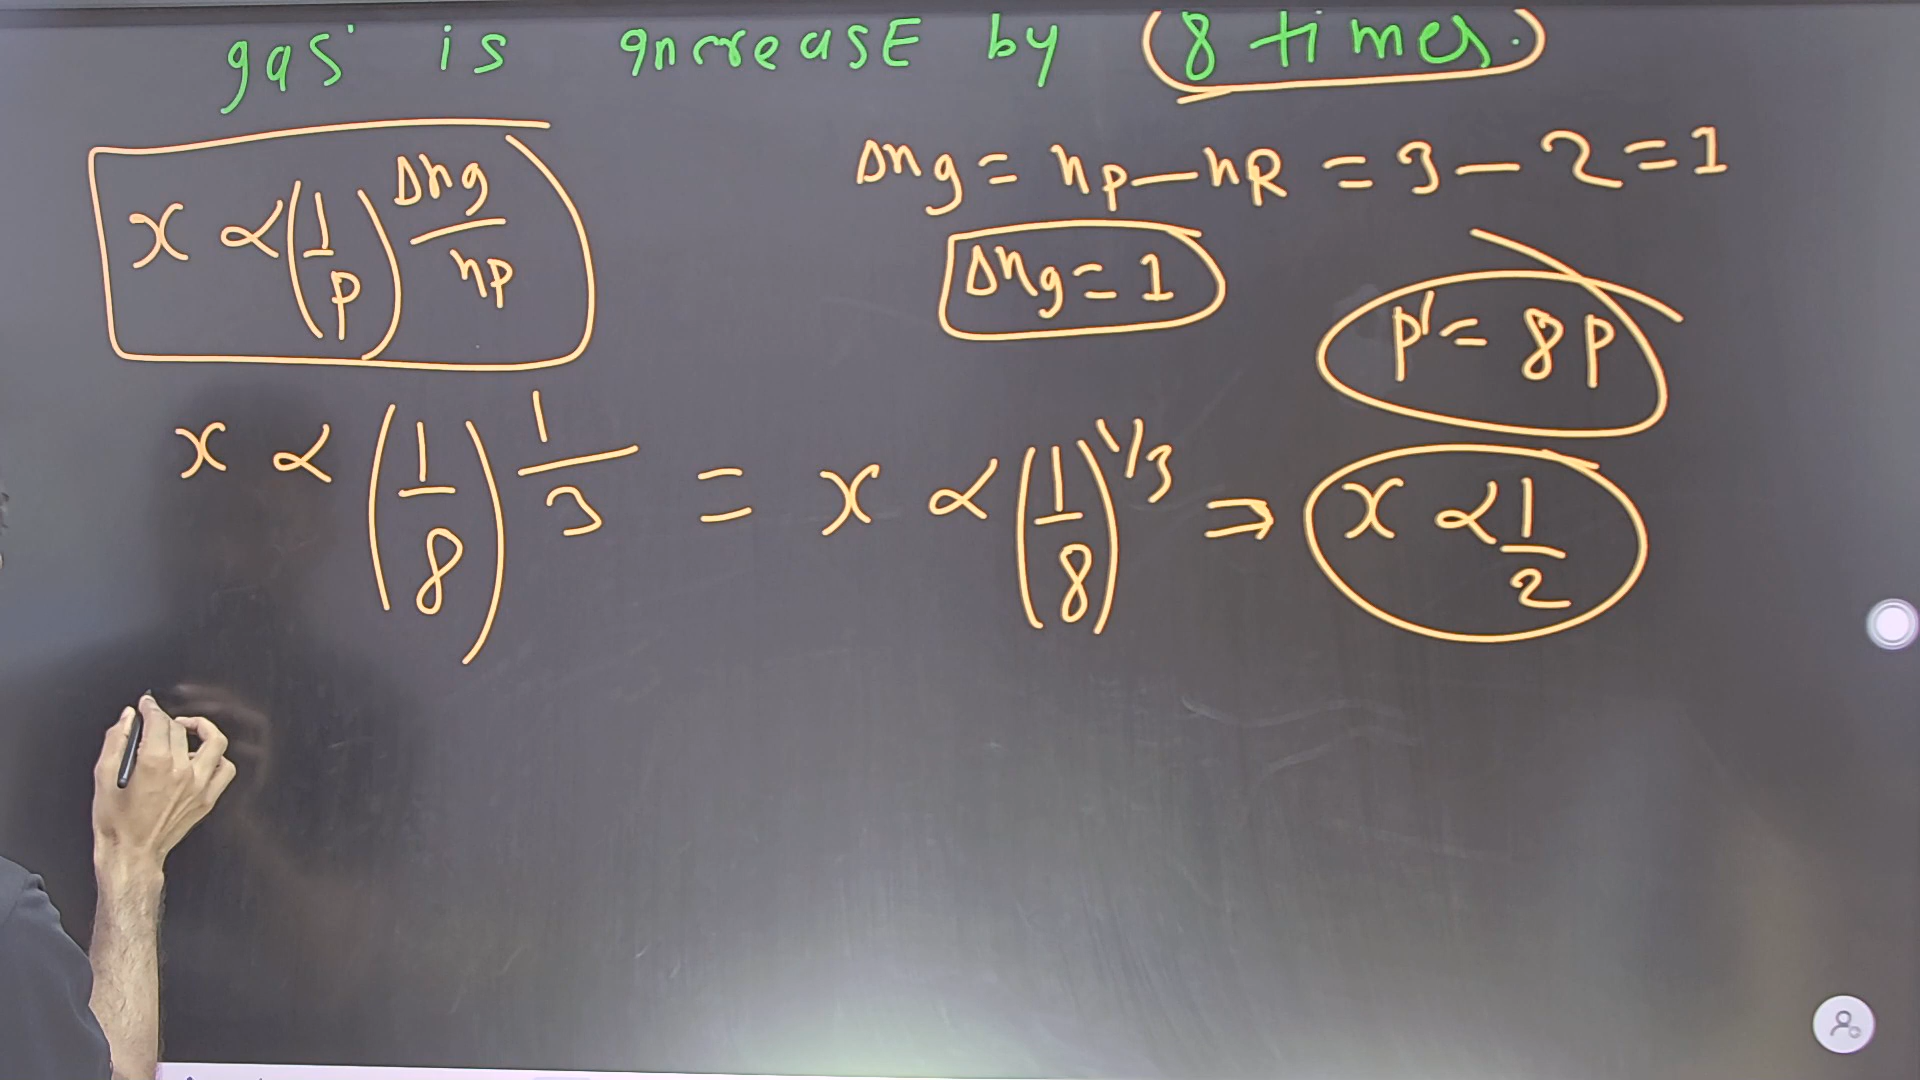 gas is increase by (8 times.)
x ∝ (1/P)^(Δng/np)
Δng = np – nR = 3 – 2 = 1
Δng = 1
p' = 8p
x ∝ (1/8)^(1/3) = x ∝ (1/8)^(1/3) ⇒ x ∝ 1/2